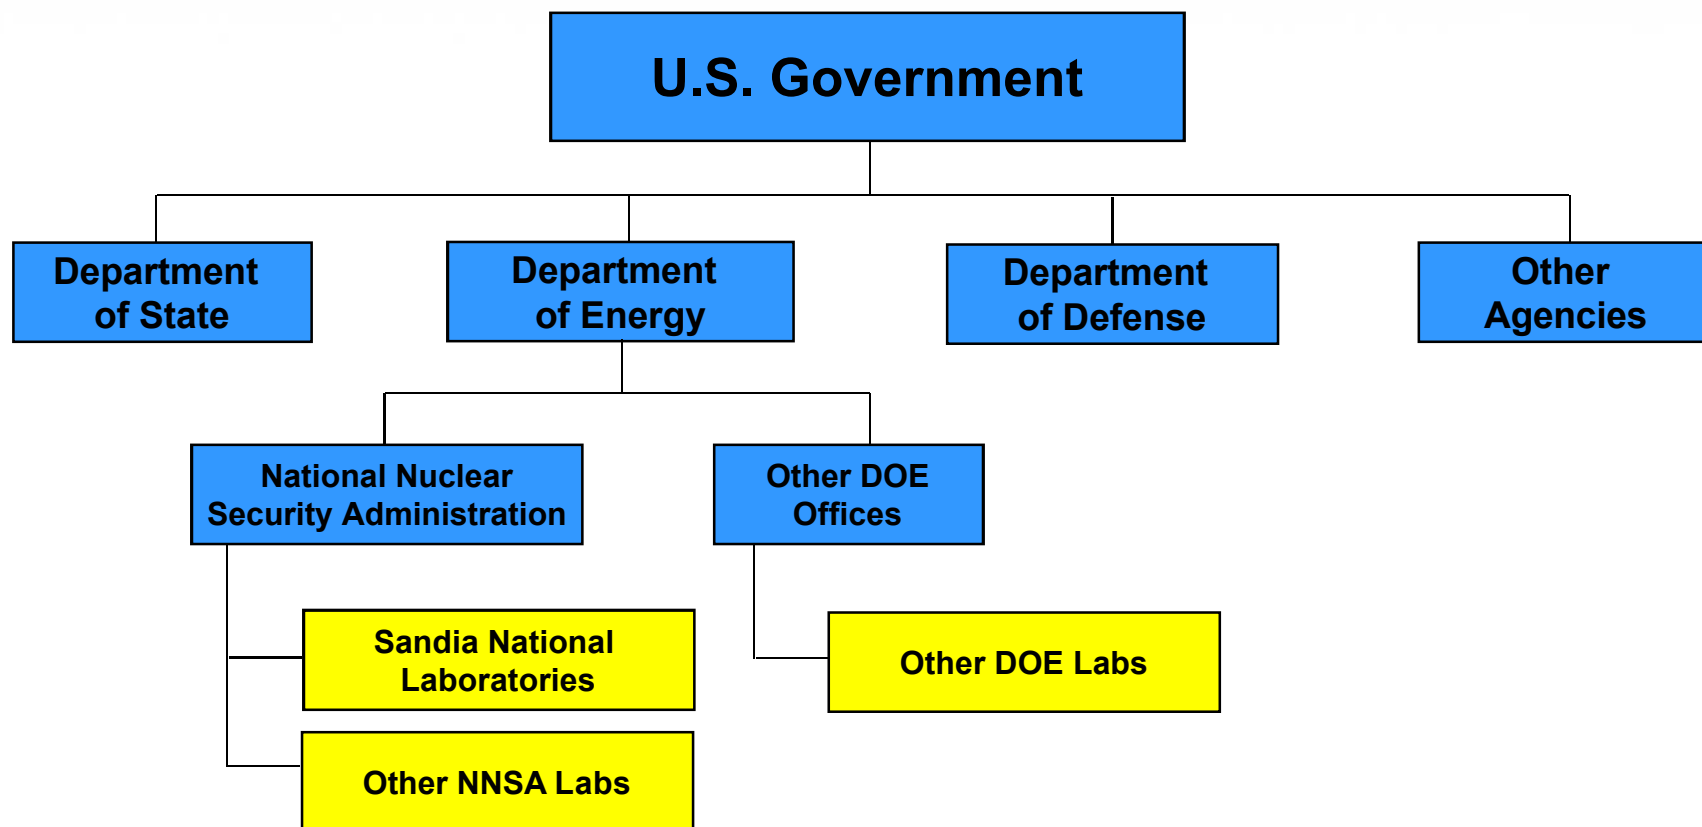 U.S. Government
Department
of State
Department
of Energy
Department
of Defense
Other
Agencies
National Nuclear
Security Administration
Other DOE
Offices
Sandia National
Laboratories
Other DOE Labs
Other NNSA Labs